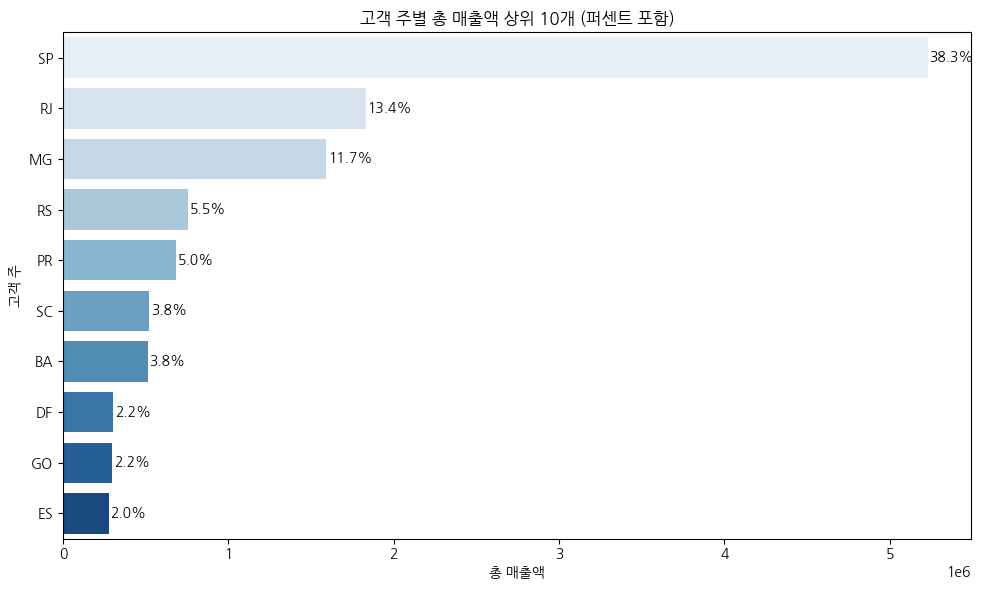 고객 주별 총 매출액 상위 10개 (퍼센트 포함)
고객 주
SP 38.3%
RJ 13.4%
MG 11.7%
RS 5.5%
PR 5.0%
SC 3.8%
BA 3.8%
DF 2.2%
GO 2.2%
ES 2.0%
0 1 2 3 4 5
1e6
총 매출액